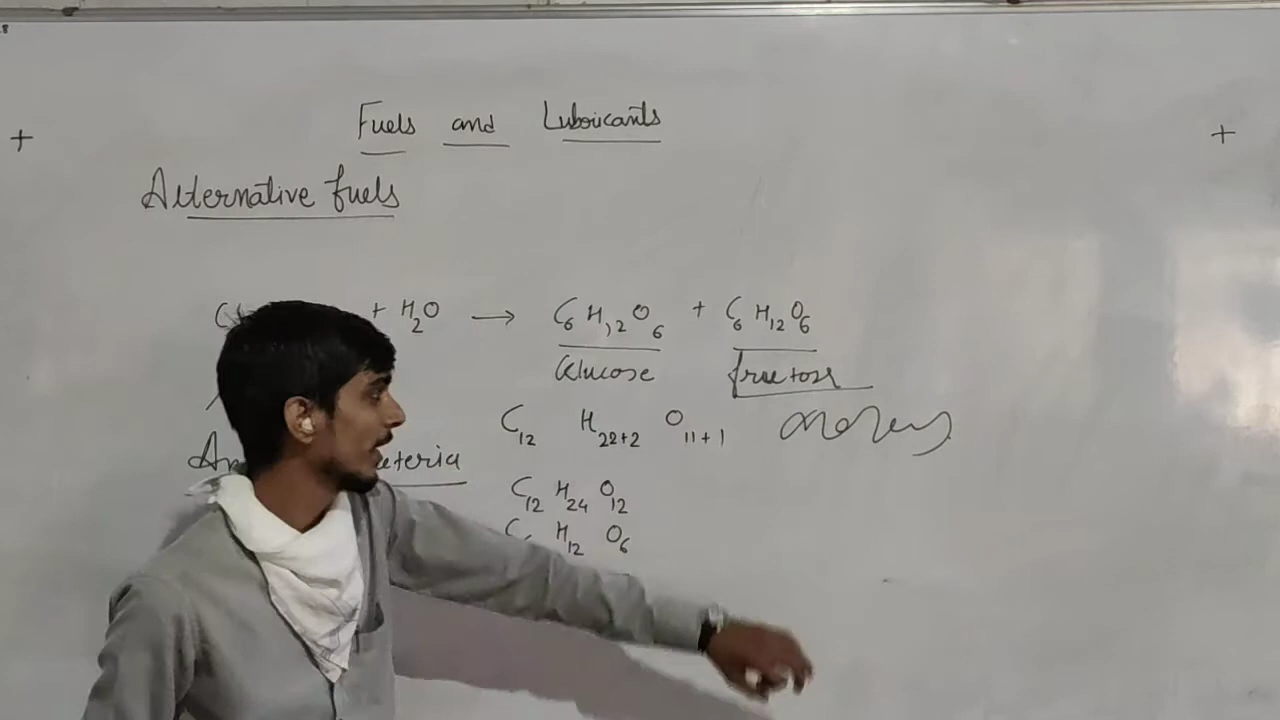 Fuels and Lubricants
Alternative fuels
+ H₂O → C₆H₁₂O₆ + C₆H₁₂O₆
Glucose fructose
C₁₂ H₂₂₊₂ O₁₁₊₁
C₁₂ H₂₄ O₁₂
H₁₂ O₆